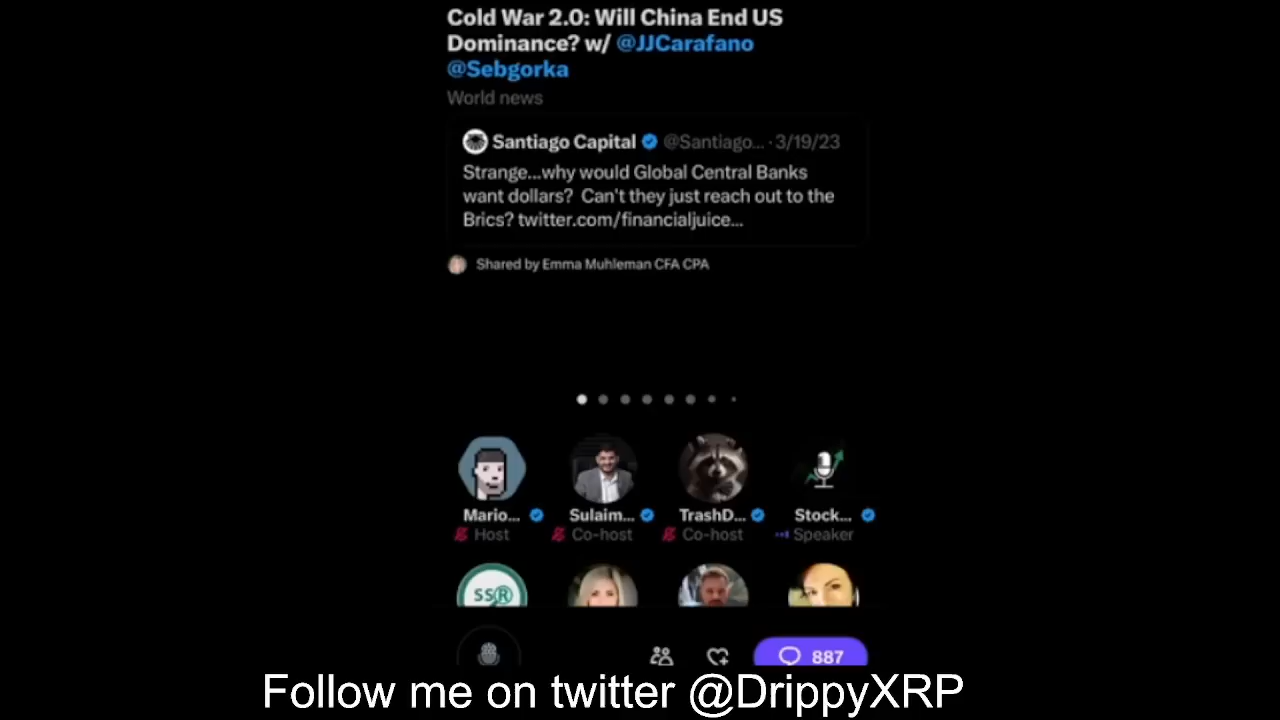 Cold War 2.0: Will China End US
Dominance? w/ @JJCarafano
@Sebgorka
World news
Santiago Capital @Santiago... · 3/19/23
Strange...why would Global Central Banks
want dollars? Can't they just reach out to the
Brics? twitter.com/financialjuice...
Shared by Emma Muhleman CFA CPA
Mario... Sulaim... TrashD... Stock...
Host Co-host Co-host Speaker
SSR
887
Follow me on twitter @DrippyXRP